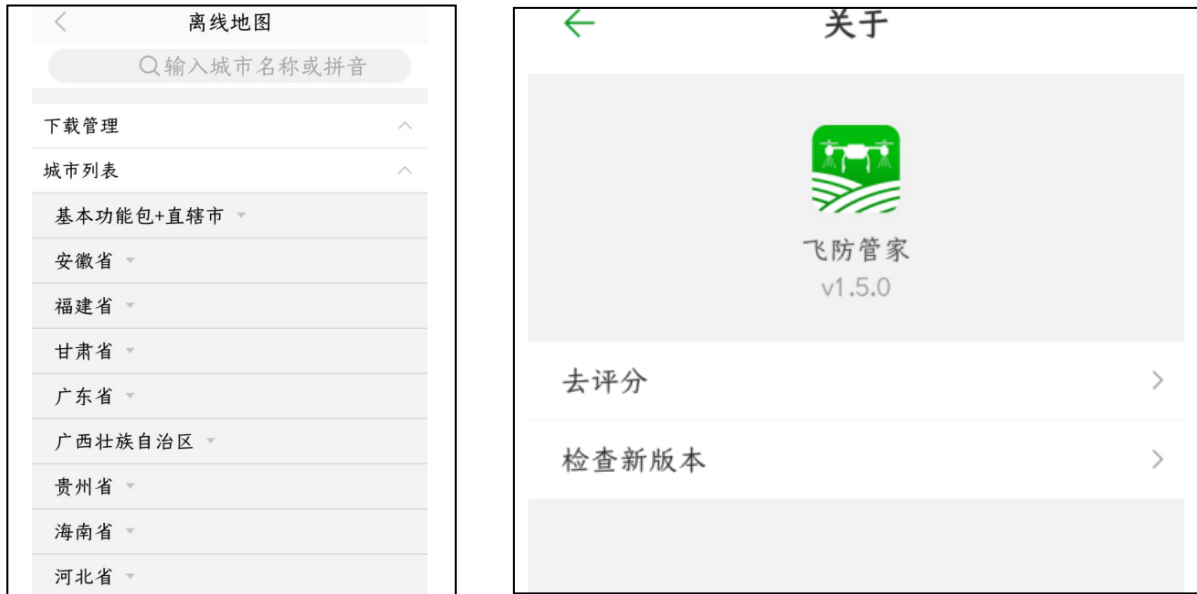 离线地图
输入城市名称或拼音
下载管理
城市列表
基本功能包+直辖市
安徽省
福建省
甘肃省
广东省
广西壮族自治区
贵州省
海南省
河北省
关于
飞防管家
v1.5.0
去评分
检查新版本